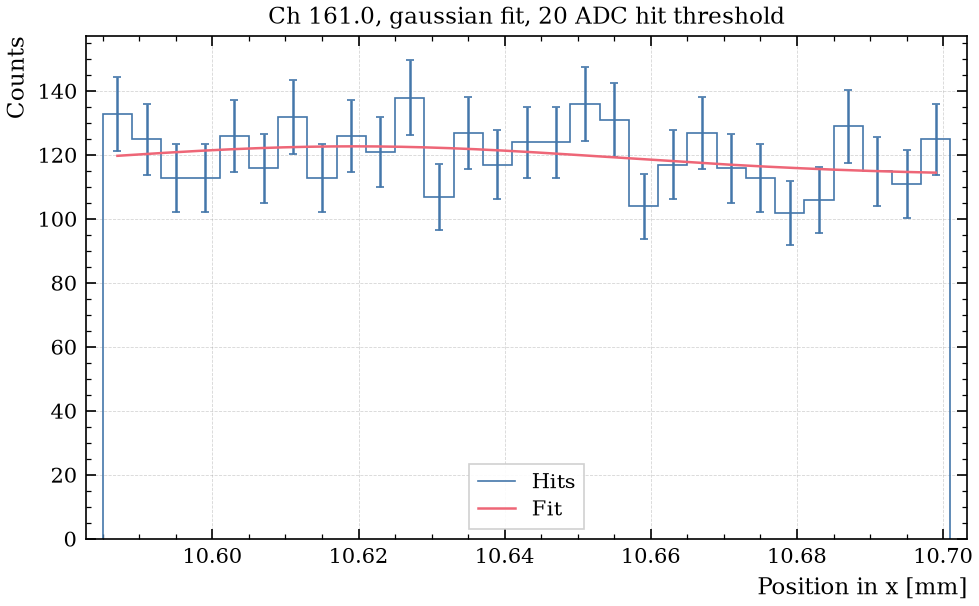 Ch 161.0, gaussian fit, 20 ADC hit threshold
Counts
140
120
100
80
60
40
20
0
Hits
Fit
10.60 10.62 10.64 10.66 10.68 10.70
Position in x [mm]